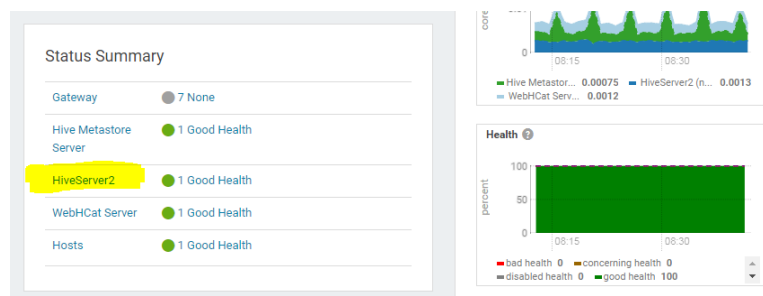 Status Summary
Gateway 7 None
Hive Metastore Server 1 Good Health
HiveServer2 1 Good Health
WebHCat Server 1 Good Health
Hosts 1 Good Health
0
08:15 08:30
Hive Metastor... 0.00075 HiveServer2 (n... 0.0013
WebHCat Serv... 0.0012
Health ?
percent
100
50
0
08:15 08:30
bad health 0 concerning health 0
disabled health 0 good health 100